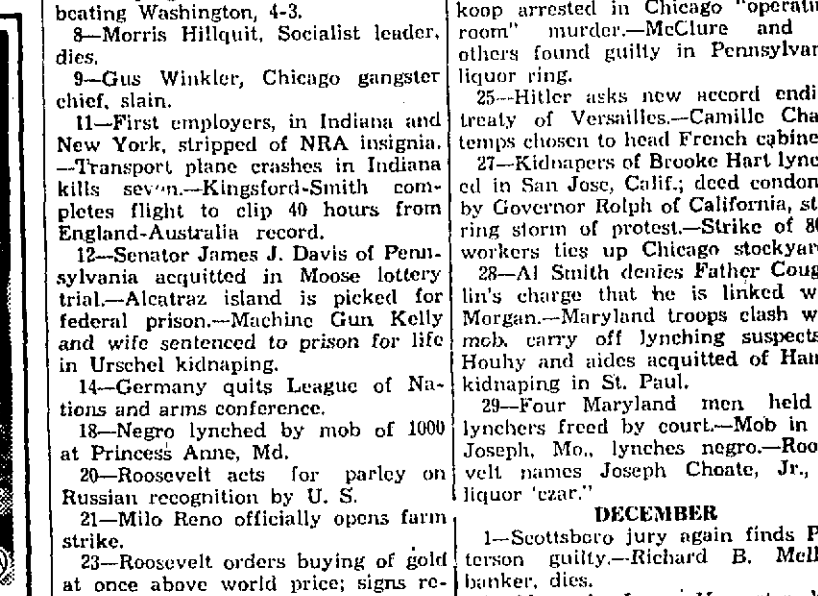 beating Washington, 4-3.
8—Morris Hillquit, Socialist leader,
dies.
9—Gus Winkler, Chicago gangster
chief, slain.
11—First employers, in Indiana and
New York, stripped of NRA insignia.
—Transport plane crashes in Indiana
kills seven.—Kingsford-Smith com-
pletes flight to clip 40 hours from
England-Australia record.
12—Senator James J. Davis of Penn-
sylvania acquitted in Moose lottery
trial.—Alcatraz island is picked for
federal prison.—Machine Gun Kelly
and wife sentenced to prison for life
in Urschel kidnaping.
14—Germany quits League of Na-
tions and arms conference.
18—Negro lynched by mob of 1000
at Princess Anne, Md.
20—Roosevelt acts for parley on
Russian recognition by U. S.
21—Milo Reno officially opens farm
strike.
23—Roosevelt orders buying of gold
at once above world price; signs re-
koop arrested in Chicago "operatin
room" murder.—McClure and
others found guilty in Pennsylvan
liquor ring.
25—Hitler asks new accord endi
treaty of Versailles.—Camille Cha
temps chosen to head French cabine
27—Kidnapers of Brooke Hart lync
ed in San Jose, Calif.; deed condon
by Governor Rolph of California, st
ring storm of protest.—Strike of 80
workers ties up Chicago stockyar
28—Al Smith denies Father Coug
lin's charge that he is linked w
Morgan.—Maryland troops clash w
mob, carry off lynching suspects
Houhy and aides acquitted of Ham
kidnaping in St. Paul.
29—Four Maryland men held
lynchers freed by court.—Mob in
Joseph, Mo., lynches negro.—Roo
velt names Joseph Choate, Jr.,
liquor 'czar."
DECEMBER
1—Scottsboro jury again finds P
terson guilty.—Richard B. Mell
banker, dies.